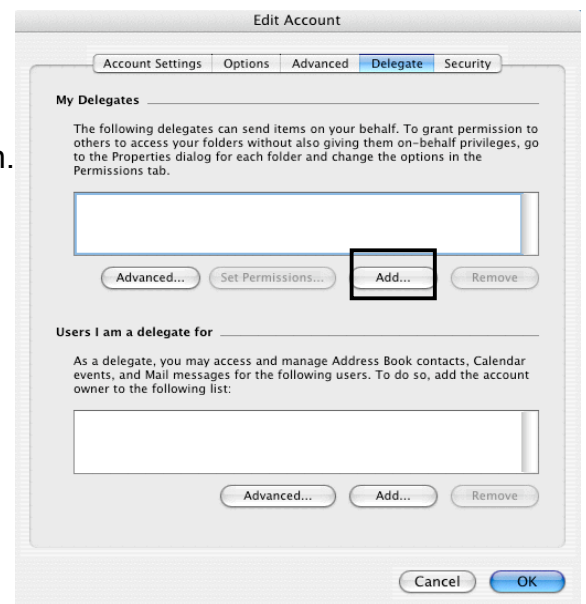 Edit Account
Account Settings Options Advanced Delegate Security
My Delegates
The following delegates can send items on your behalf. To grant permission to
others to access your folders without also giving them on-behalf privileges, go
to the Properties dialog for each folder and change the options in the
Permissions tab.
Advanced... Set Permissions... Add... Remove
Users I am a delegate for
As a delegate, you may access and manage Address Book contacts, Calendar
events, and Mail messages for the following users. To do so, add the account
owner to the following list:
Advanced... Add... Remove
Cancel OK